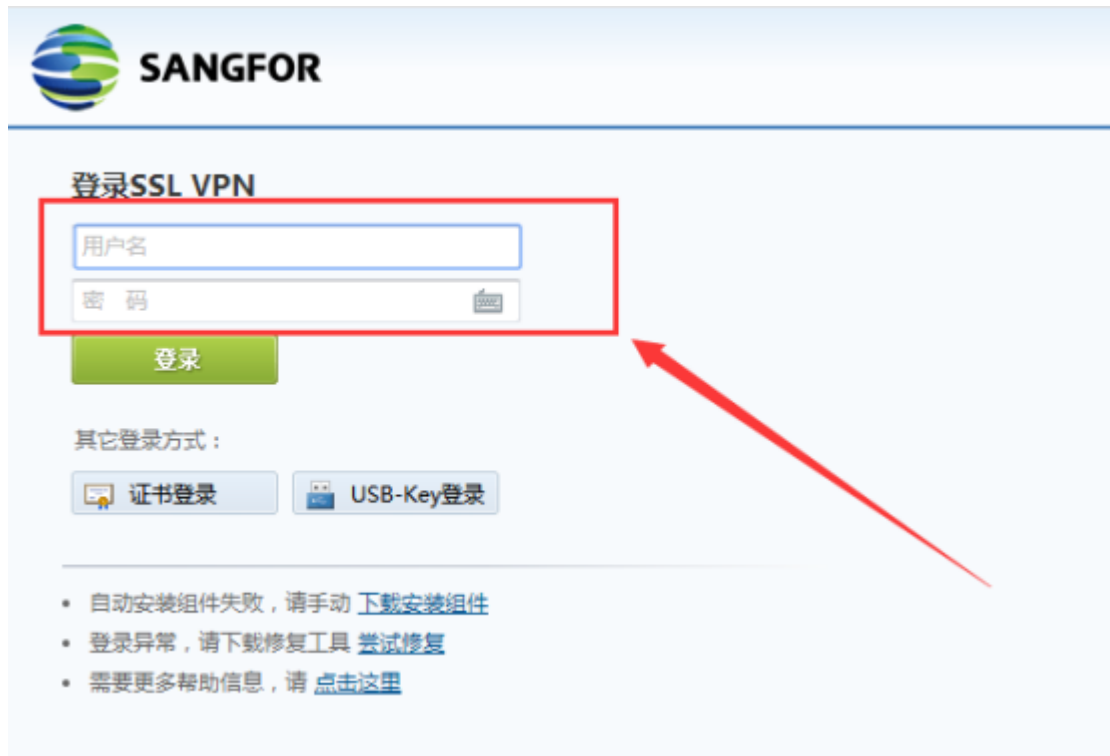 SANGFOR
登录SSL VPN
用户名
密 码
登录
其它登录方式：
证书登录 USB-Key登录
• 自动安装组件失败，请手动 下载安装组件
• 登录异常，请下载修复工具 尝试修复
• 需要更多帮助信息，请 点击这里